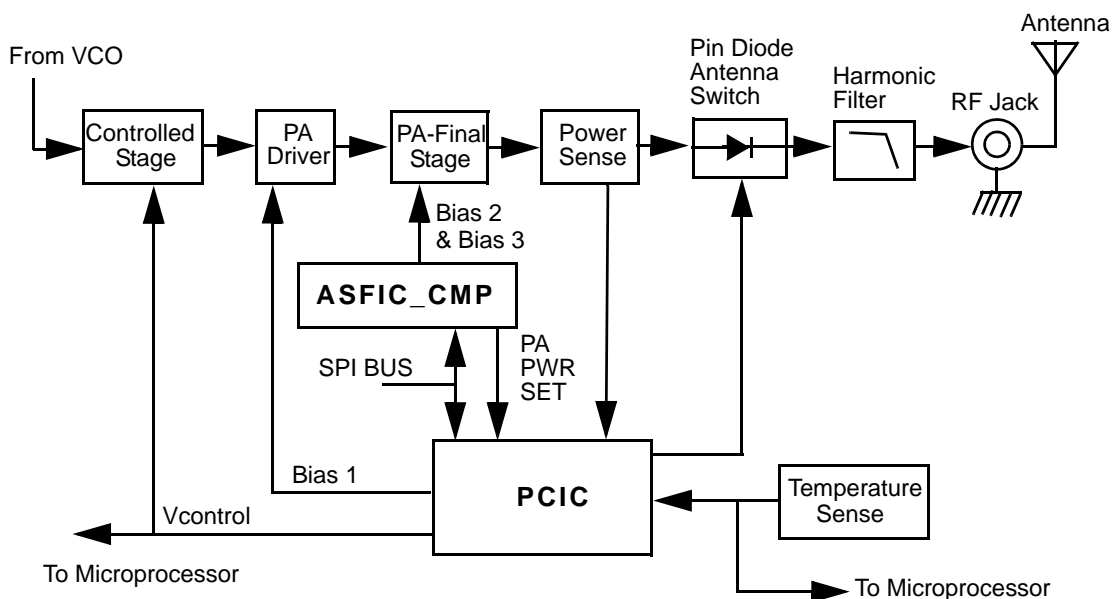 Antenna
From VCO
Pin Diode
Antenna
Switch
Harmonic
Filter
RF Jack
Controlled
Stage
PA
Driver
PA-Final
Stage
Power
Sense
Bias 2
& Bias 3
ASFIC_CMP
SPI BUS
PA
PWR
SET
Bias 1
PCIC
Temperature
Sense
Vcontrol
To Microprocessor
To Microprocessor